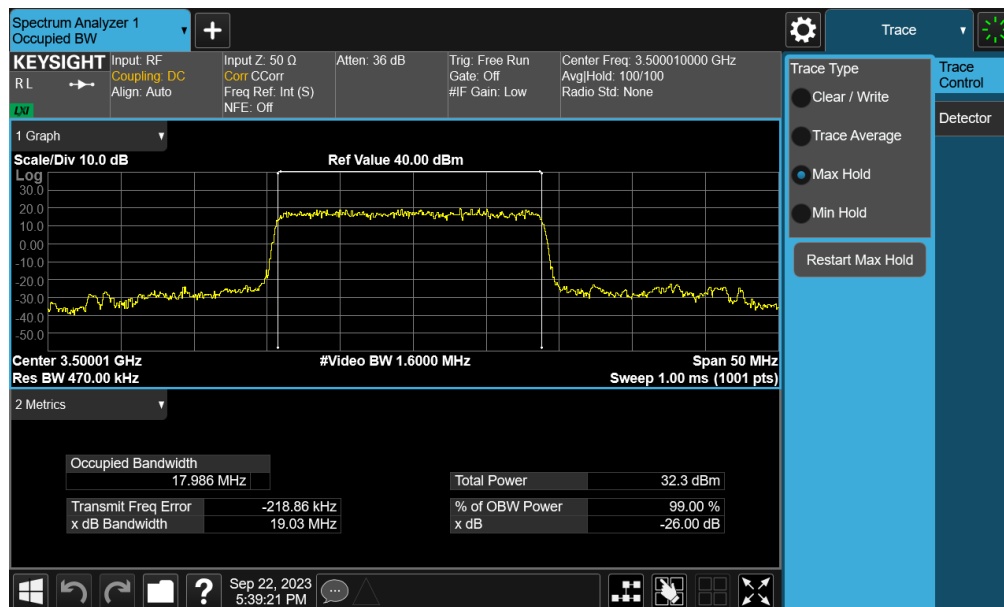 Spectrum Analyzer 1
Occupied BW
+
Trace
KEYSIGHT
RL
LXI
Input: RF
Coupling: DC
Align: Auto
Input Z: 50 Ω
Corr CCorr
Freq Ref: Int (S)
NFE: Off
Atten: 36 dB
Trig: Free Run
Gate: Off
#IF Gain: Low
Center Freq: 3.500010000 GHz
Avg|Hold: 100/100
Radio Std: None
Trace Type
Clear / Write
Trace Average
Max Hold
Min Hold
Restart Max Hold
Trace
Control
Detector
1 Graph
Scale/Div 10.0 dB
Ref Value 40.00 dBm
Log
30.0
20.0
10.0
0.00
-10.0
-20.0
-30.0
-40.0
-50.0
Center 3.50001 GHz
#Video BW 1.6000 MHz
Span 50 MHz
Res BW 470.00 kHz
Sweep 1.00 ms (1001 pts)
2 Metrics
Occupied Bandwidth
17.986 MHz
Total Power 32.3 dBm
Transmit Freq Error -218.86 kHz
% of OBW Power 99.00 %
x dB Bandwidth 19.03 MHz
x dB -26.00 dB
?
Sep 22, 2023
5:39:21 PM